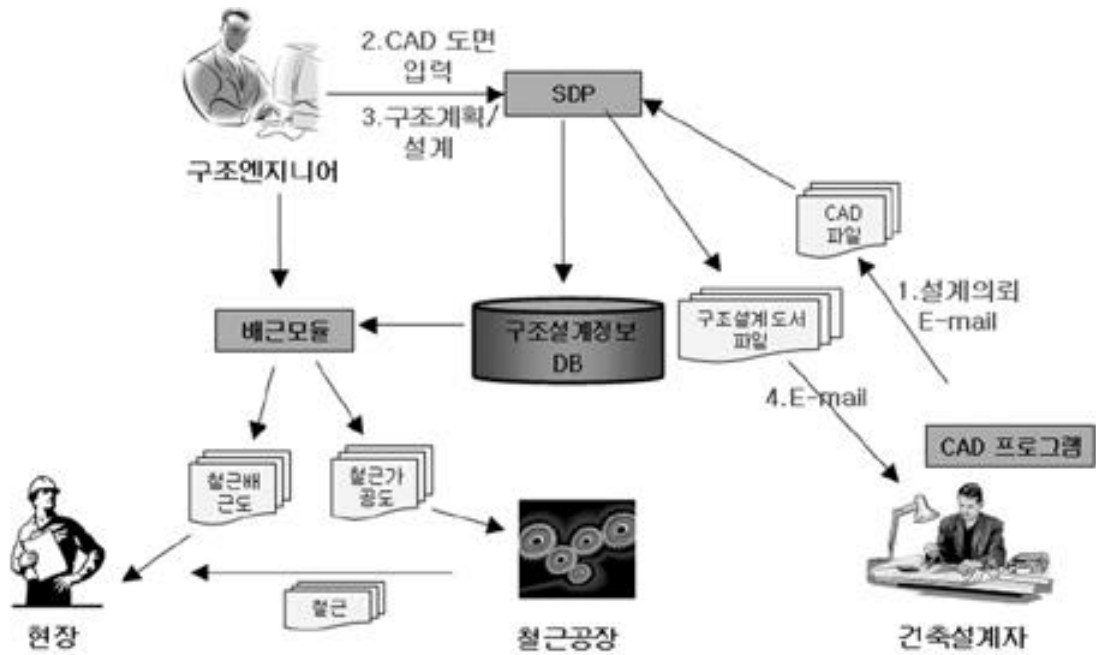 2.CAD 도면
입력
3.구조계획/
설계
SDP
구조엔지니어
CAD
파일
1.설계의뢰
E-mail
배근모듈
구조설계정보
DB
구조설계도서
파일
4.E-mail
CAD 프로그램
철근배
근도
철근가
공도
철근
현장
철근공장
건축설계자